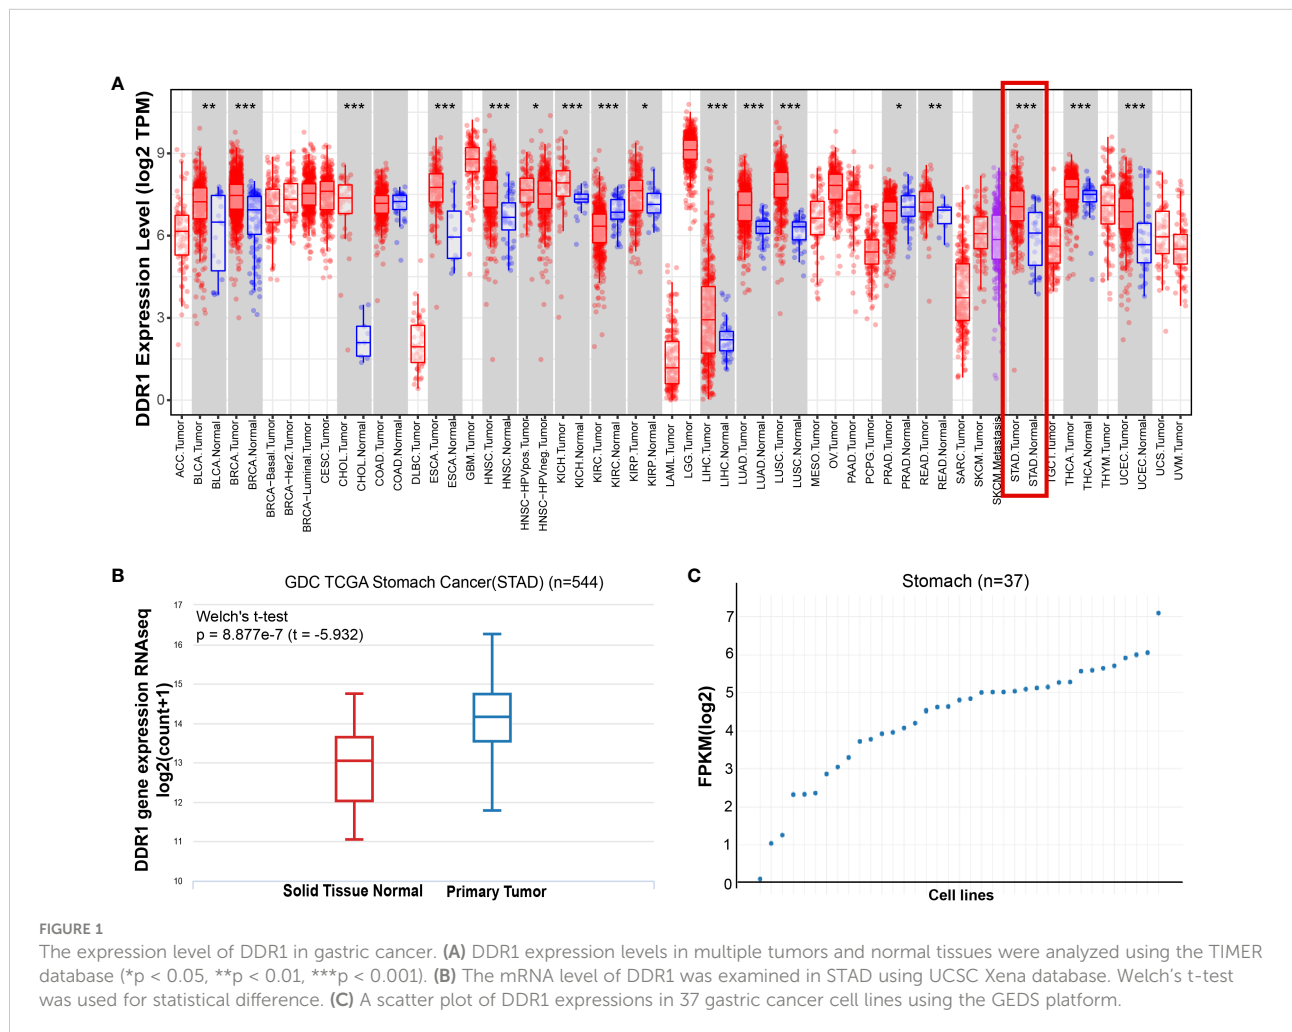 A
DDR1 Expression Level (log2 TPM)
9
6
3
0
** *** *** *** *** * *** *** * *** *** *** * ** *** *** ***
ACC.Tumor
BLCA.Tumor
BLCA.Normal
BRCA.Tumor
BRCA.Normal
BRCA-Basal.Tumor
BRCA-Her2.Tumor
BRCA-Luminal.Tumor
CESC.Tumor
CHOL.Tumor
CHOL.Normal
COAD.Tumor
COAD.Normal
DLBC.Tumor
ESCA.Tumor
ESCA.Normal
GBM.Tumor
HNSC.Tumor
HNSC.Normal
HNSC-HPVpos.Tumor
HNSC-HPVneg.Tumor
KICH.Tumor
KICH.Normal
KIRC.Tumor
KIRC.Normal
KIRP.Tumor
KIRP.Normal
LAML.Tumor
LGG.Tumor
LIHC.Tumor
LIHC.Normal
LUAD.Tumor
LUAD.Normal
LUSC.Tumor
LUSC.Normal
MESO.Tumor
OV.Tumor
PAAD.Tumor
PCPG.Tumor
PRAD.Tumor
PRAD.Normal
READ.Tumor
READ.Normal
SARC.Tumor
SKCM.Tumor
SKCM.Metastasis
STAD.Tumor
STAD.Normal
TGCT.Tumor
THCA.Tumor
THCA.Normal
THYM.Tumor
UCEC.Tumor
UCEC.Normal
UCS.Tumor
UVM.Tumor
B
GDC TCGA Stomach Cancer(STAD) (n=544)
DDR1 gene expression RNAseq
log2(count+1)
17
16
15
14
13
12
11
10
Welch's t-test
p = 8.877e-7 (t = -5.932)
Solid Tissue Normal
Primary Tumor
C
Stomach (n=37)
FPKM(log2)
7
6
5
4
3
2
1
0
Cell lines
FIGURE 1
The expression level of DDR1 in gastric cancer. (A) DDR1 expression levels in multiple tumors and normal tissues were analyzed using the TIMER
database (*p < 0.05, **p < 0.01, ***p < 0.001). (B) The mRNA level of DDR1 was examined in STAD using UCSC Xena database. Welch's t-test
was used for statistical difference. (C) A scatter plot of DDR1 expressions in 37 gastric cancer cell lines using the GEDS platform.